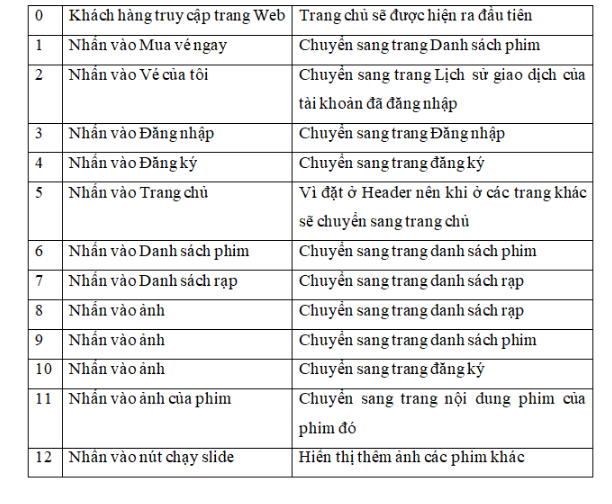 0 Khách hàng truy cập trang Web Trang chủ sẽ được hiện ra đầu tiên
1 Nhấn vào Mua vé ngay Chuyển sang trang Danh sách phim
2 Nhấn vào Vé của tôi Chuyển sang trang Lịch sử giao dịch của
tài khoản đã đăng nhập
3 Nhấn vào Đăng nhập Chuyển sang trang Đăng nhập
4 Nhấn vào Đăng ký Chuyển sang trang đăng ký
5 Nhấn vào Trang chủ Vì đặt ở Header nên khi ở các trang khác
sẽ chuyển sang trang chủ
6 Nhấn vào Danh sách phim Chuyển sang trang danh sách phim
7 Nhấn vào Danh sách rạp Chuyển sang trang danh sách rạp
8 Nhấn vào ảnh Chuyển sang trang danh sách rạp
9 Nhấn vào ảnh Chuyển sang trang danh sách phim
10 Nhấn vào ảnh Chuyển sang trang đăng ký
11 Nhấn vào ảnh của phim Chuyển sang trang nội dung phim của
phim đó
12 Nhấn vào nút chạy slide Hiển thị thêm ảnh các phim khác